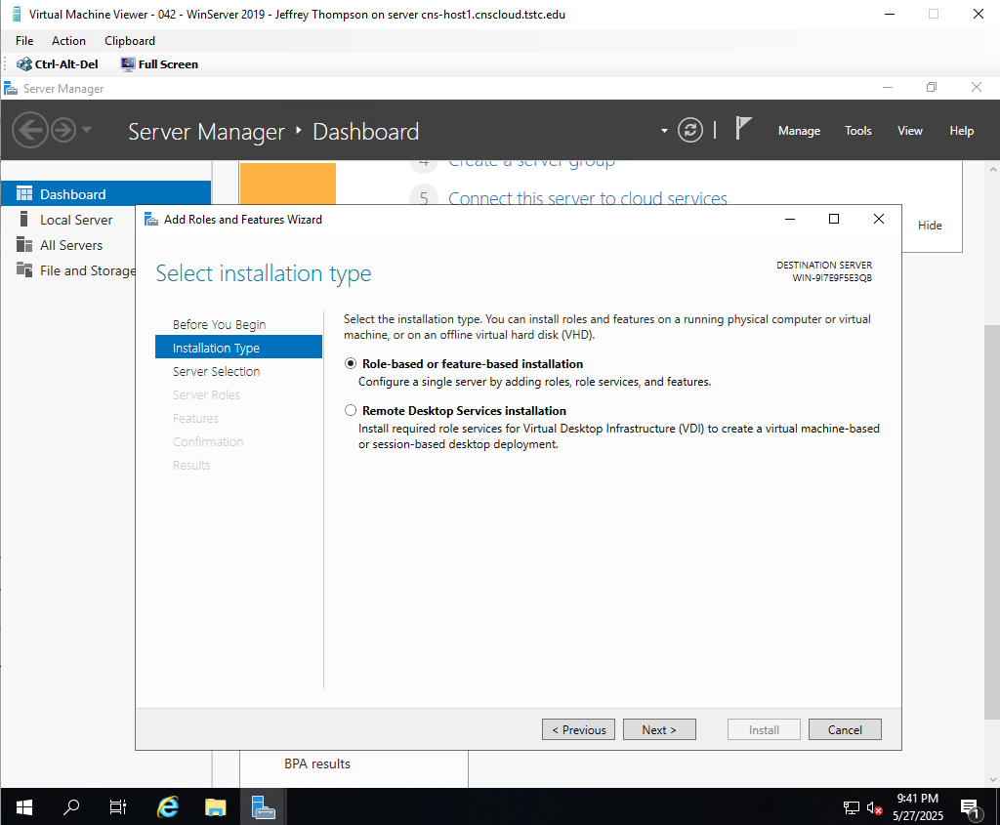 Virtual Machine Viewer - 042 - WinServer 2019 - Jeffrey Thompson on server cns-host1.cnscloud.tstc.edu
File Action Clipboard
Ctrl-Alt-Del Full Screen
Server Manager
Server Manager Dashboard
Manage Tools View Help
4 Create a server group
5 Connect this server to cloud services
Hide
Dashboard
Local Server
All Servers
File and Storage
Add Roles and Features Wizard
Select installation type
DESTINATION SERVER
WIN-9I7E9F5E3QB
Before You Begin
Installation Type
Server Selection
Server Roles
Features
Confirmation
Results
Select the installation type. You can install roles and features on a running physical computer or virtual
machine, or on an offline virtual hard disk (VHD).
Role-based or feature-based installation
Configure a single server by adding roles, role services, and features.
Remote Desktop Services installation
Install required role services for Virtual Desktop Infrastructure (VDI) to create a virtual machine-based
or session-based desktop deployment.
< Previous Next > Install Cancel
BPA results
9:41 PM
5/27/2025
1